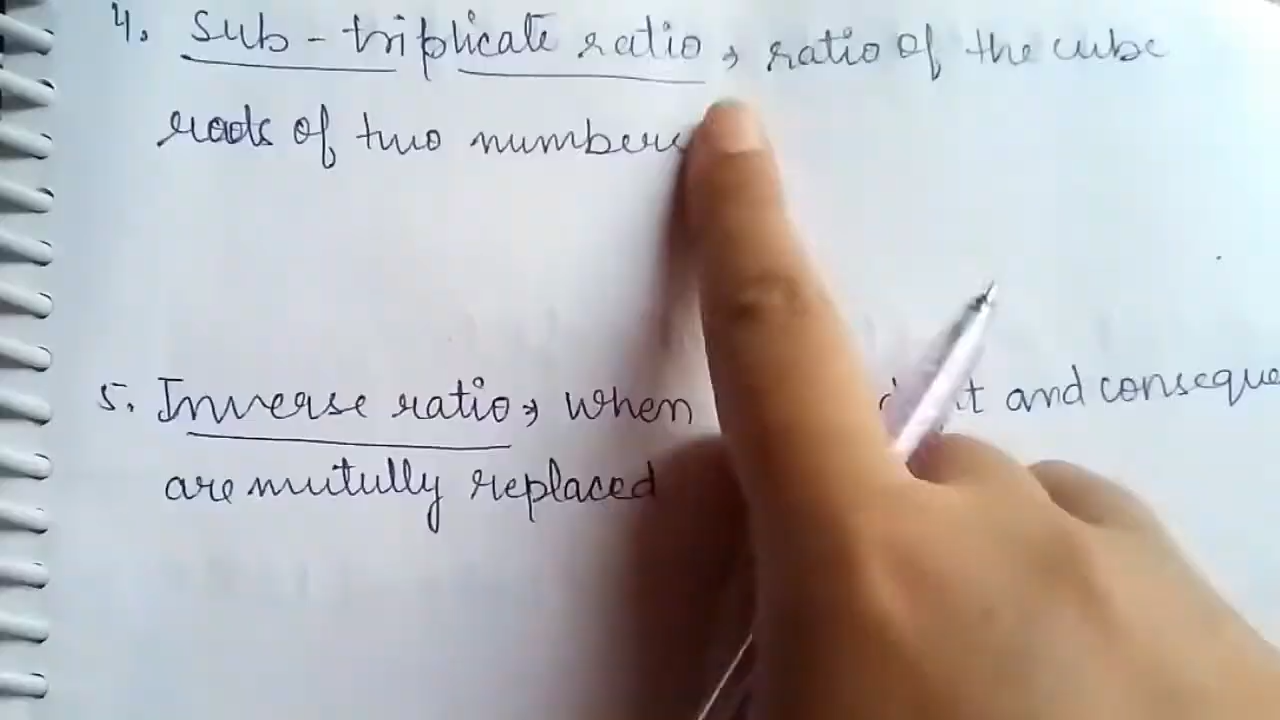 4. Sub-triplicate ratio, ratio of the cube
roots of two numbers
5. Inverse ratio, when and conseque
are mutully replaced